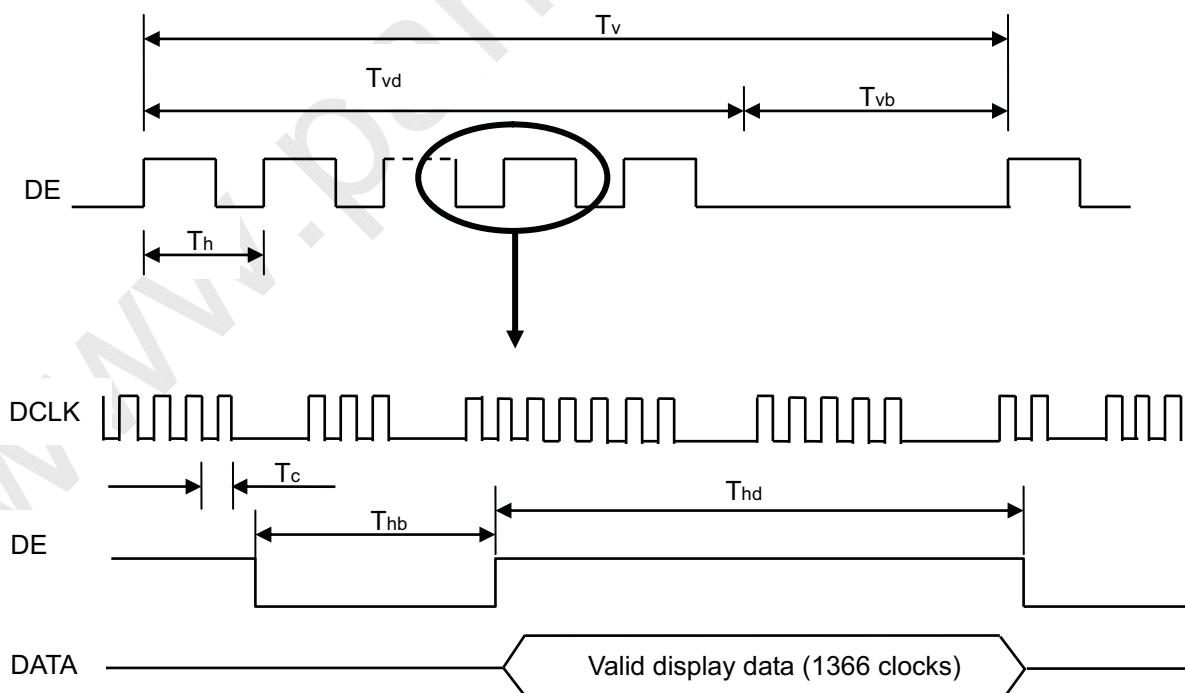 Tv
Tvd
Tvb
DE
Th
DCLK
Tc
Thb
Thd
DE
DATA
Valid display data (1366 clocks)